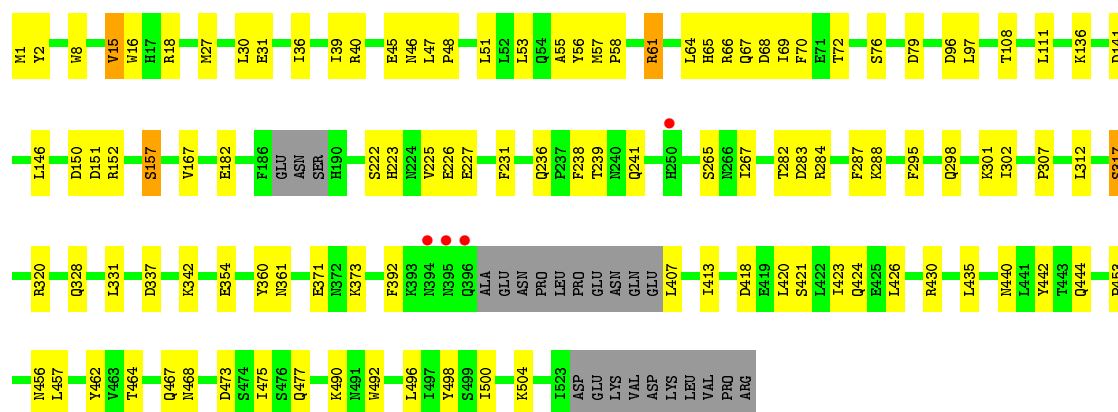 M1 Y2 W8 V15 W16 H17 R18 M27 L30 E31 I36 I39 R40 E45 N46 L47 P48 L51 L52 L53 Q54 A55 Y56 M57 P58 R61 L64 H65 R66 Q67 D68 I69 F70 E71 T72 S76 D79 D96 L97 T108 L111 K136 D141
L146 D150 D151 R152 S157 V167 E182 F186 GLU ASN SER H190 S222 H223 N224 V225 E226 E227 F231 Q236 P237 F238 T239 N240 Q241 H250 S265 N266 I267 T282 D283 R284 F287 K288 F295 Q298 K301 I302 P307 L312 S317
R320 Q328 L331 D337 K342 E354 Y360 N361 E371 N372 K373 F392 K393 N394 N395 Q396 ALA GLU ASN PRO LEU PRO GLU ASN GLN GLU L407 I413 D418 E419 L420 S421 L422 I423 Q424 E425 L426 R430 L435 N440 L441 Y442 T443 Q444
N456 L457 Y462 V463 T464 Q467 N468 D473 S474 I475 S476 Q477 K490 N491 W492 L496 I497 Y498 S499 I500 K504 I523 ASP GLU LYS VAL ASP LYS LEU VAL PRO ARG